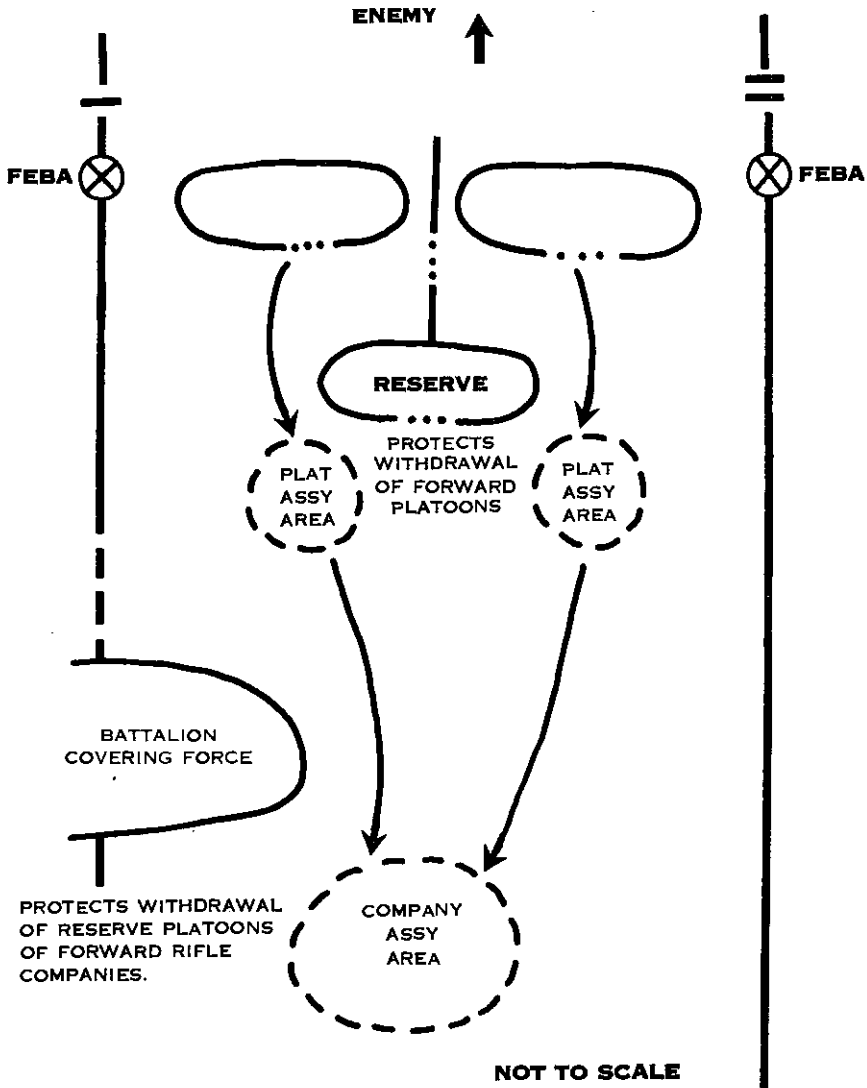 ENEMY
FEBA
FEBA
RESERVE
PROTECTS
WITHDRAWAL
OF FORWARD
PLATOONS
PLAT
ASSY
AREA
PLAT
ASSY
AREA
BATTALION
COVERING FORCE
PROTECTS WITHDRAWAL
OF RESERVE PLATOONS
OF FORWARD RIFLE
COMPANIES.
COMPANY
ASSY
AREA
NOT TO SCALE